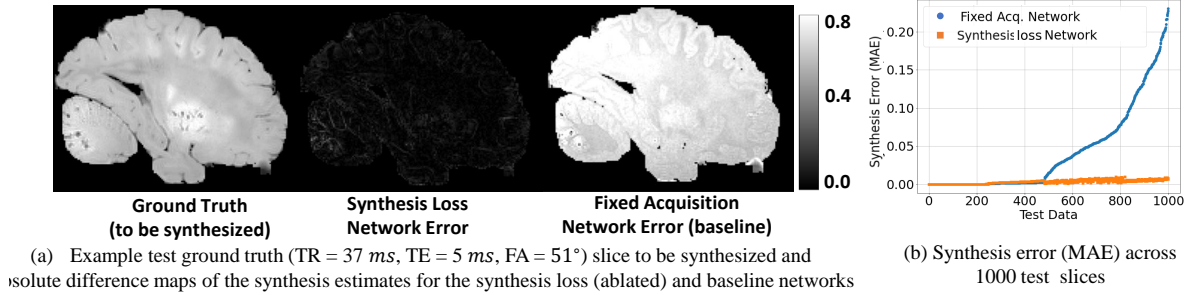 0.8
0.4
0.0
Ground Truth
(to be synthesized)
Synthesis Loss
Network Error
Fixed Acquisition
Network Error (baseline)
(a) Example test ground truth (TR = 37 ms, TE = 5 ms, FA = 51°) slice to be synthesized and
bsolute difference maps of the synthesis estimates for the synthesis loss (ablated) and baseline networks
Fixed Acq. Network
Synthesis loss Network
Synthesis Error (MAE)
0.20
0.15
0.10
0.05
0.00
0 200 400 600 800 1000
Test Data
(b) Synthesis error (MAE) across
1000 test slices